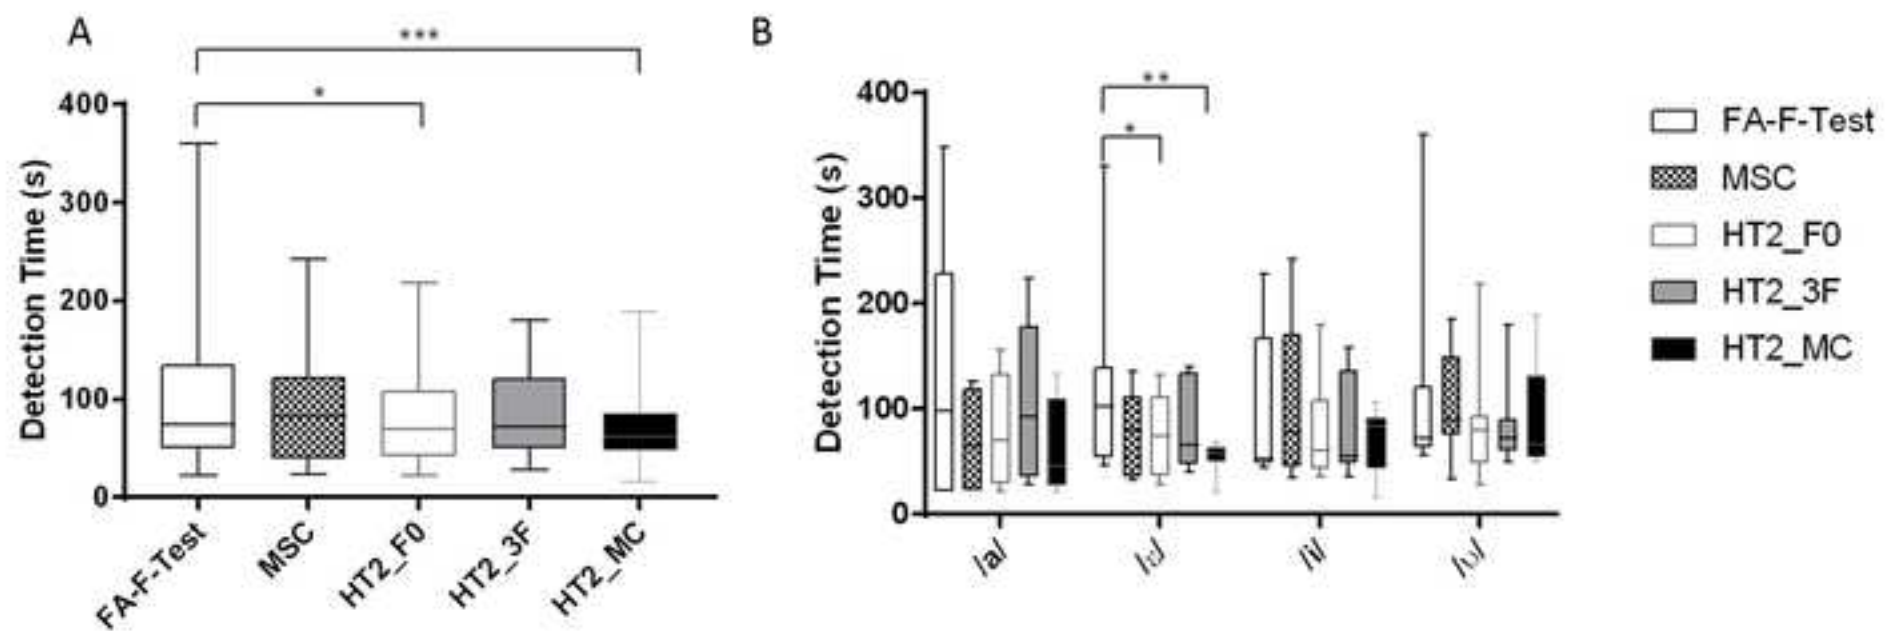 A
***
*
400
300
200
100
0
Detection Time (s)
FA-F-Test
MSC
HT2_F0
HT2_3F
HT2_MC
B
**
*
400
300
200
100
0
Detection Time (s)
/a/
/ɛ/
/i/
/ʋ/
FA-F-Test
MSC
HT2_F0
HT2_3F
HT2_MC